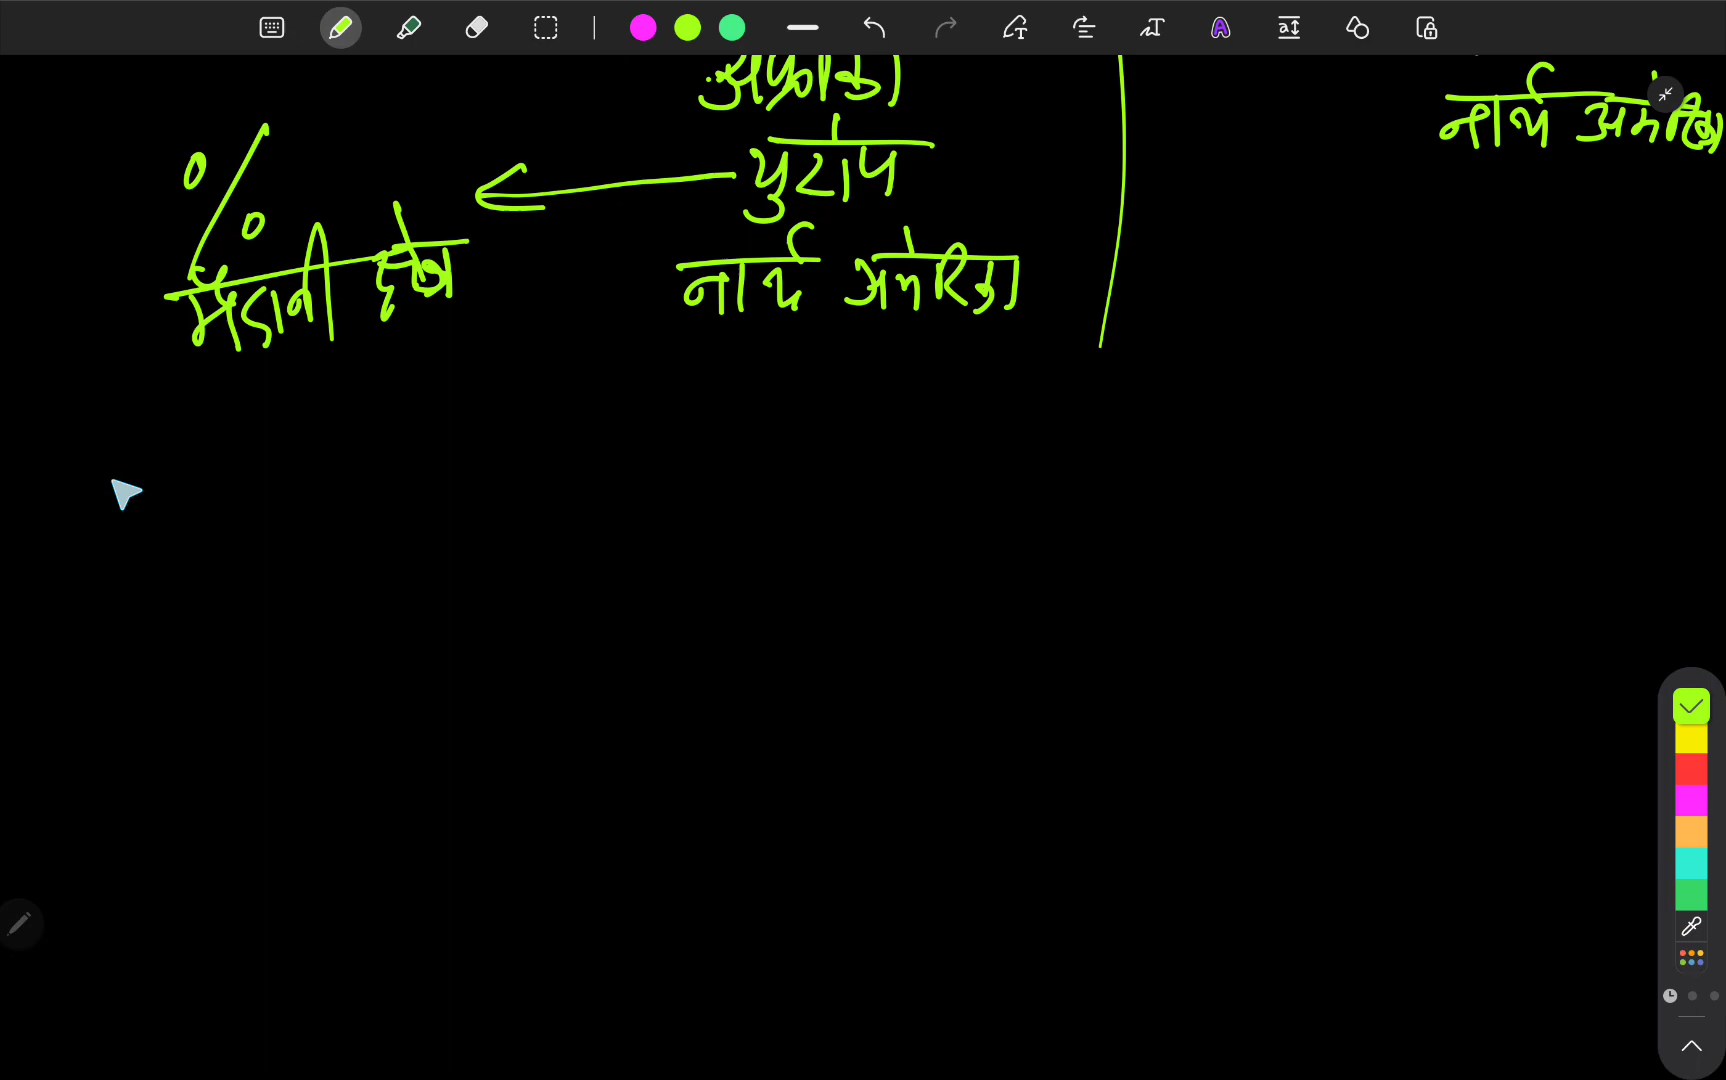 अफ्रीका
युरोप
नार्थ अमेरिका
%
मैदानी क्षेत्र
नार्थ अमेरिका